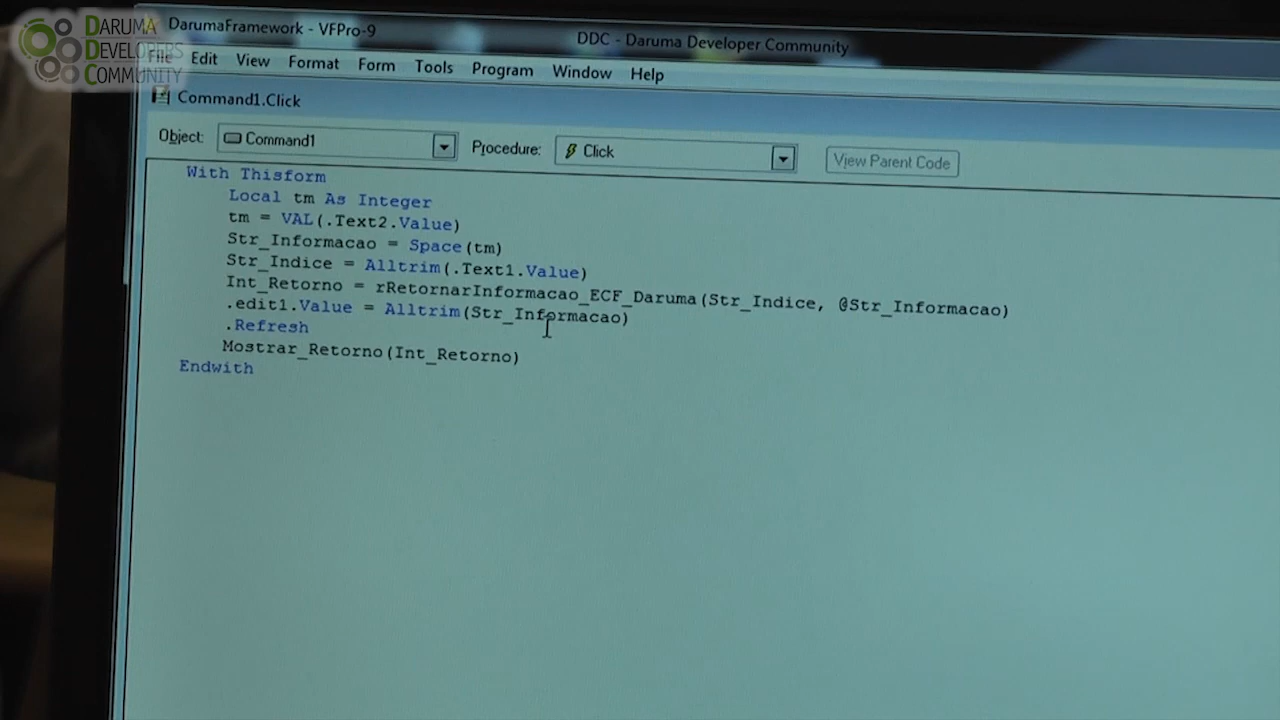 DARUMA
DEVELOPERS
COMMUNITY
DarumaFramework - VFPro-9
DDC - Daruma Developer Community
File Edit View Format Form Tools Program Window Help
Command1.Click
Object: Command1 Procedure: Click View Parent Code
With Thisform
Local tm As Integer
tm = VAL(.Text2.Value)
Str_Informacao = Space(tm)
Str_Indice = Alltrim(.Text1.Value)
Int_Retorno = rRetornarInformacao_ECF_Daruma(Str_Indice, @Str_Informacao)
.edit1.Value = Alltrim(Str_Informacao)
.Refresh
Mostrar_Retorno(Int_Retorno)
Endwith